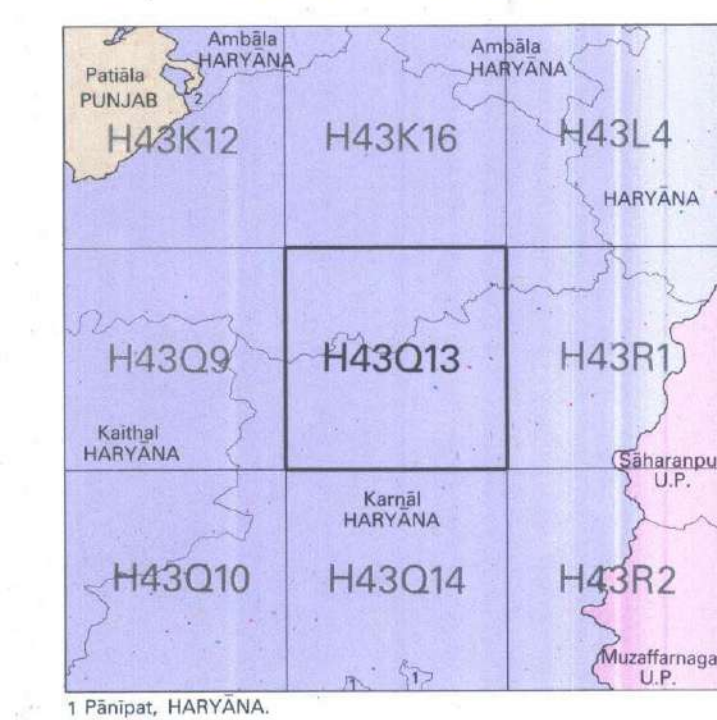 Ambāla
HARYĀNA
Ambāla
HARYĀNA
Patiāla
PUNJAB
2
H43K12
H43K16
H43L4
HARYĀNA
H43Q9
H43Q13
H43R1
Kaithal
HARYĀNA
Sāharanpu
U.P.
Karnāl
HARYĀNA
H43Q10
H43Q14
H43R2
Muzaffarnaga
U.P.
1
1
1 Pānīpat, HARYĀNA.